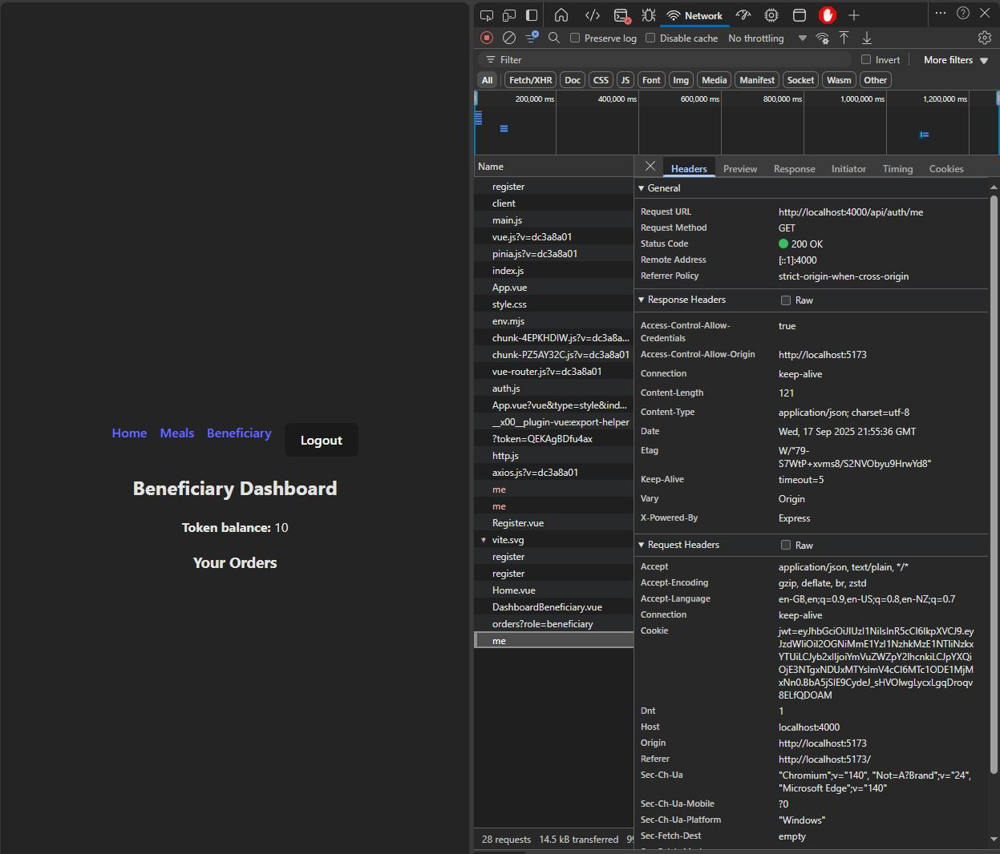 Home Meals Beneficiary Logout
Beneficiary Dashboard
Token balance: 10
Your Orders
Network
Preserve log Disable cache No throttling
Filter Invert More filters
All Fetch/XHR Doc CSS JS Font Img Media Manifest Socket Wasm Other
200,000 ms 400,000 ms 600,000 ms 800,000 ms 1,000,000 ms 1,200,000 ms
Name
register
client
main.js
vue.js?v=dc3a8a01
pinia.js?v=dc3a8a01
index.js
App.vue
style.css
env.mjs
chunk-4EPKHDIW.js?v=dc3a8a...
chunk-PZ5AY32C.js?v=dc3a8a01
vue-router.js?v=dc3a8a01
auth.js
App.vue?vue&type=style&ind...
__x00__plugin-vue:export-helper
?token=QEKAgBDfu4ax
http.js
axios.js?v=dc3a8a01
me
me
Register.vue
vite.svg
register
register
Home.vue
DashboardBeneficiary.vue
orders?role=beneficiary
me
28 requests 14.5 kB transferred
Headers Preview Response Initiator Timing Cookies
General
Request URL http://localhost:4000/api/auth/me
Request Method GET
Status Code 200 OK
Remote Address [::1]:4000
Referrer Policy strict-origin-when-cross-origin
Response Headers Raw
Access-Control-Allow-Credentials true
Access-Control-Allow-Origin http://localhost:5173
Connection keep-alive
Content-Length 121
Content-Type application/json; charset=utf-8
Date Wed, 17 Sep 2025 21:55:36 GMT
Etag W/"79-
S7WtP+xvms8/S2NVObyu9HrwYd8"
Keep-Alive timeout=5
Vary Origin
X-Powered-By Express
Request Headers Raw
Accept application/json, text/plain, */*
Accept-Encoding gzip, deflate, br, zstd
Accept-Language en-GB,en;q=0.9,en-US;q=0.8,en-NZ;q=0.7
Connection keep-alive
Cookie
Dnt 1
Host localhost:4000
Origin http://localhost:5173
Referer http://localhost:5173/
Sec-Ch-Ua "Chromium";v="140", "Not=A?Brand";v="24",
"Microsoft Edge";v="140"
Sec-Ch-Ua-Mobile ?0
Sec-Ch-Ua-Platform "Windows"
Sec-Fetch-Dest empty